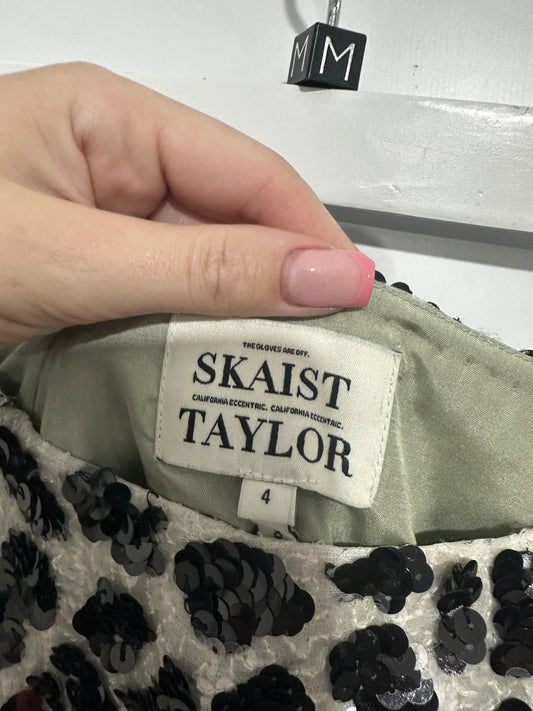 M M
THE GLOVES ARE OFF.
SKAIST
CALIFORNIA ECCENTRIC. CALIFORNIA ECCENTRIC.
TAYLOR
4